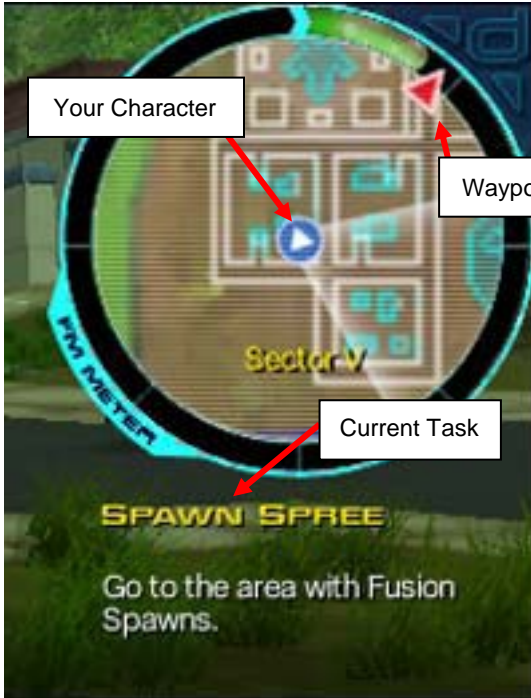 Your Character
Waypo
Sector V
FM METER
Current Task
SPAWN SPREE
Go to the area with Fusion
Spawns.